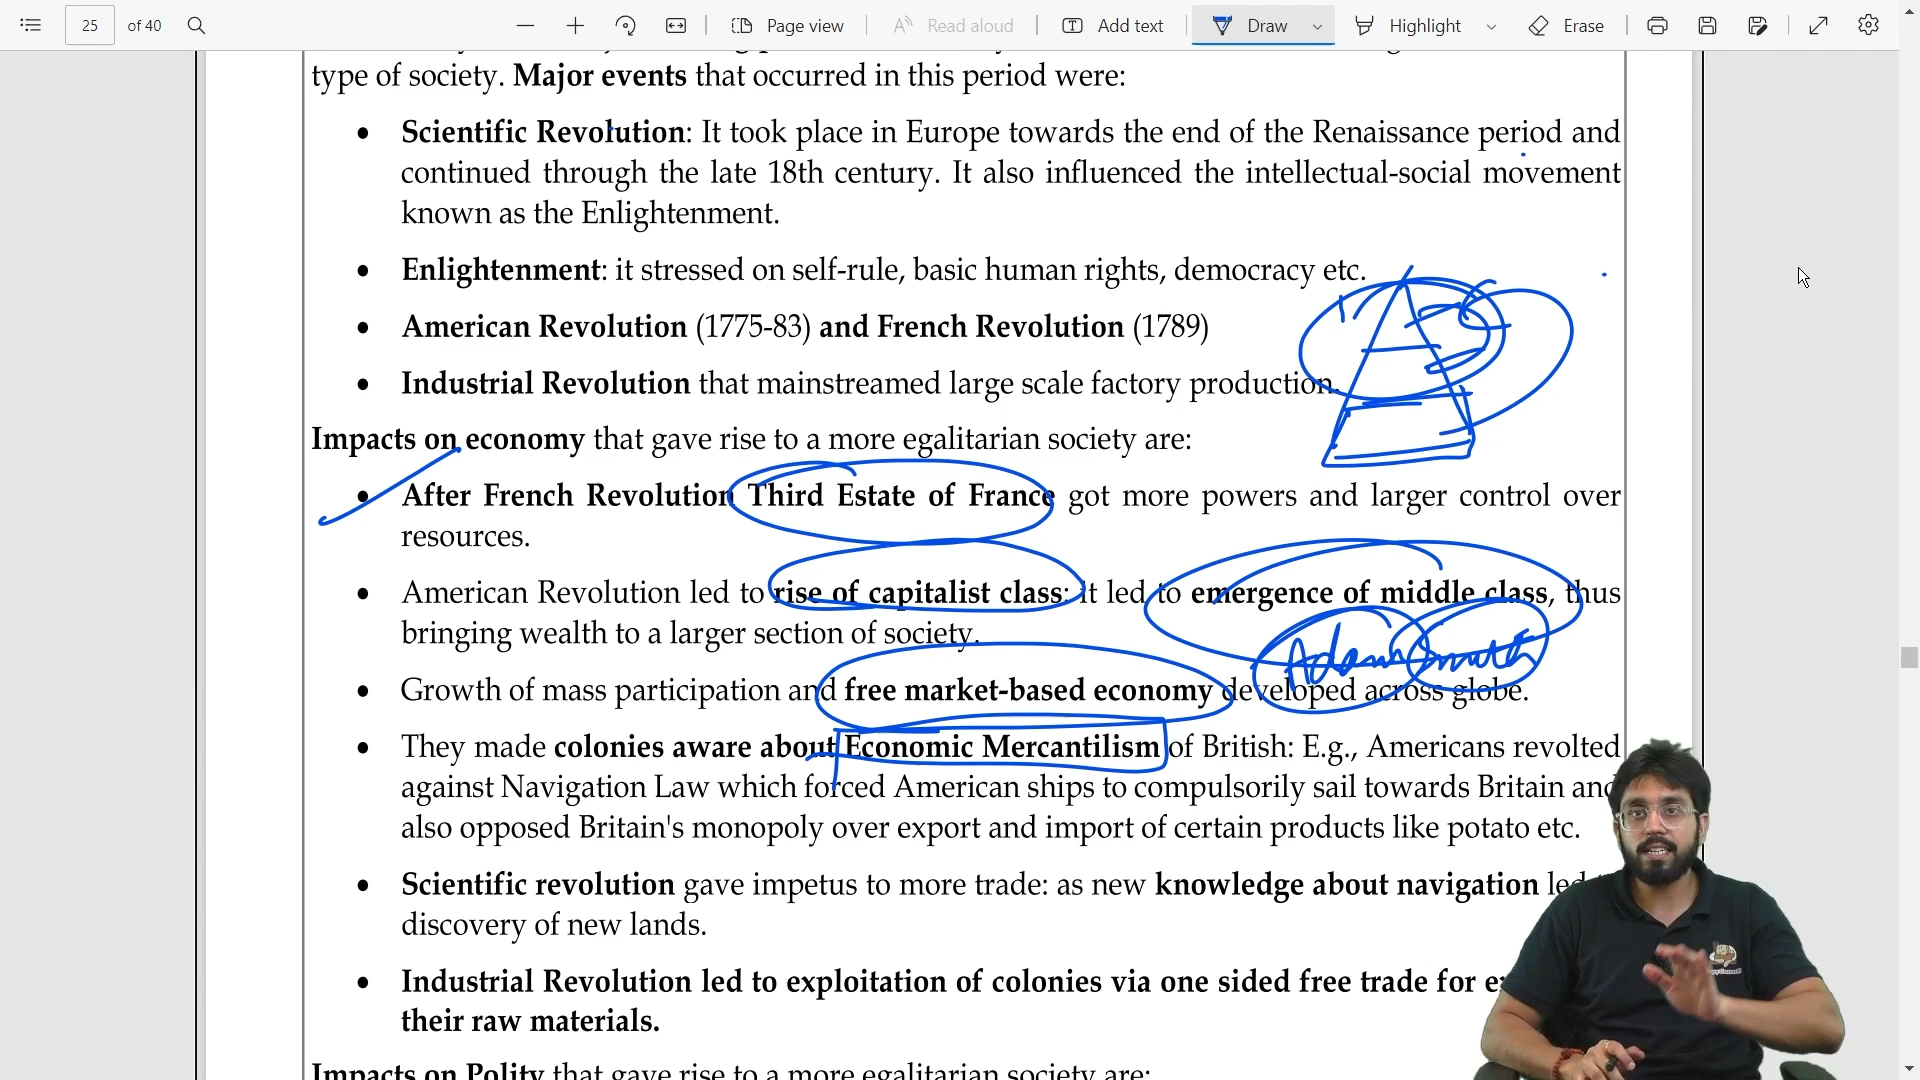 25 of 40 Page view Read aloud Add text Draw Highlight Erase
type of society. Major events that occurred in this period were:
• Scientific Revolution: It took place in Europe towards the end of the Renaissance period and
continued through the late 18th century. It also influenced the intellectual-social movement
known as the Enlightenment.
• Enlightenment: it stressed on self-rule, basic human rights, democracy etc.
• American Revolution (1775-83) and French Revolution (1789)
• Industrial Revolution that mainstreamed large scale factory production.
Impacts on economy that gave rise to a more egalitarian society are:
• After French Revolution Third Estate of France got more powers and larger control over
resources.
• American Revolution led to rise of capitalist class; it led to emergence of middle class, thus
bringing wealth to a larger section of society.
Adam Smith
• Growth of mass participation and free market-based economy developed across globe.
• They made colonies aware about Economic Mercantilism of British: E.g., Americans revolted
against Navigation Law which forced American ships to compulsorily sail towards Britain and
also opposed Britain's monopoly over export and import of certain products like potato etc.
• Scientific revolution gave impetus to more trade: as new knowledge about navigation led
discovery of new lands.
• Industrial Revolution led to exploitation of colonies via one sided free trade for
their raw materials.
Impacts on Polity that gave rise to a more egalitarian society are: